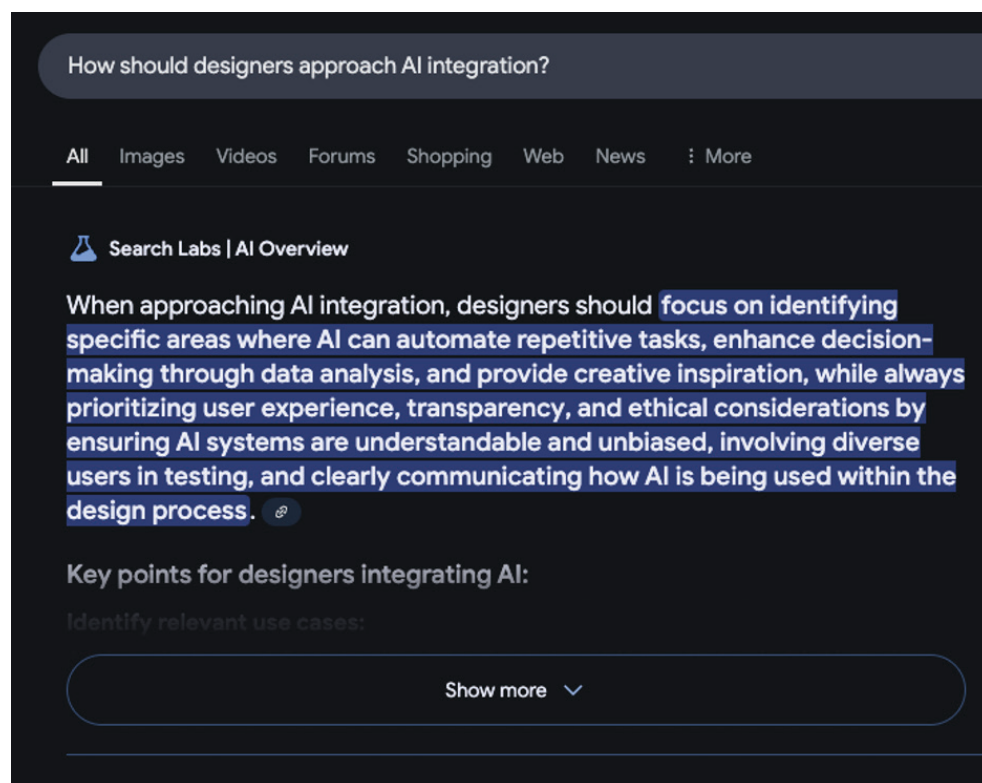 How should designers approach AI integration?
All Images Videos Forums Shopping Web News ⋮ More
Search Labs | AI Overview
When approaching AI integration, designers should focus on identifying
specific areas where AI can automate repetitive tasks, enhance decision-
making through data analysis, and provide creative inspiration, while always
prioritizing user experience, transparency, and ethical considerations by
ensuring AI systems are understandable and unbiased, involving diverse
users in testing, and clearly communicating how AI is being used within the
design process.
Key points for designers integrating AI:
Identify relevant use cases:
Show more